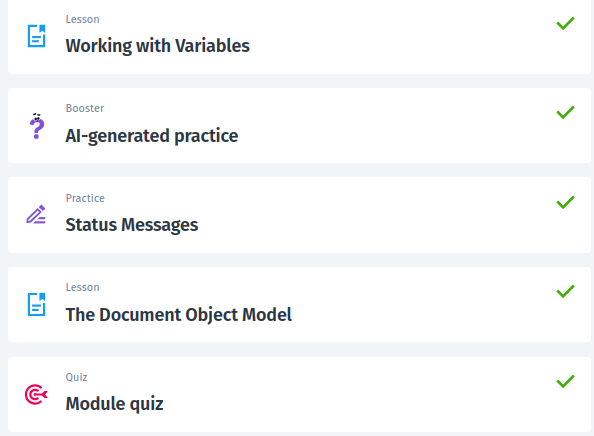 Lesson
Working with Variables
Booster
AI-generated practice
Practice
Status Messages
Lesson
The Document Object Model
Quiz
Module quiz